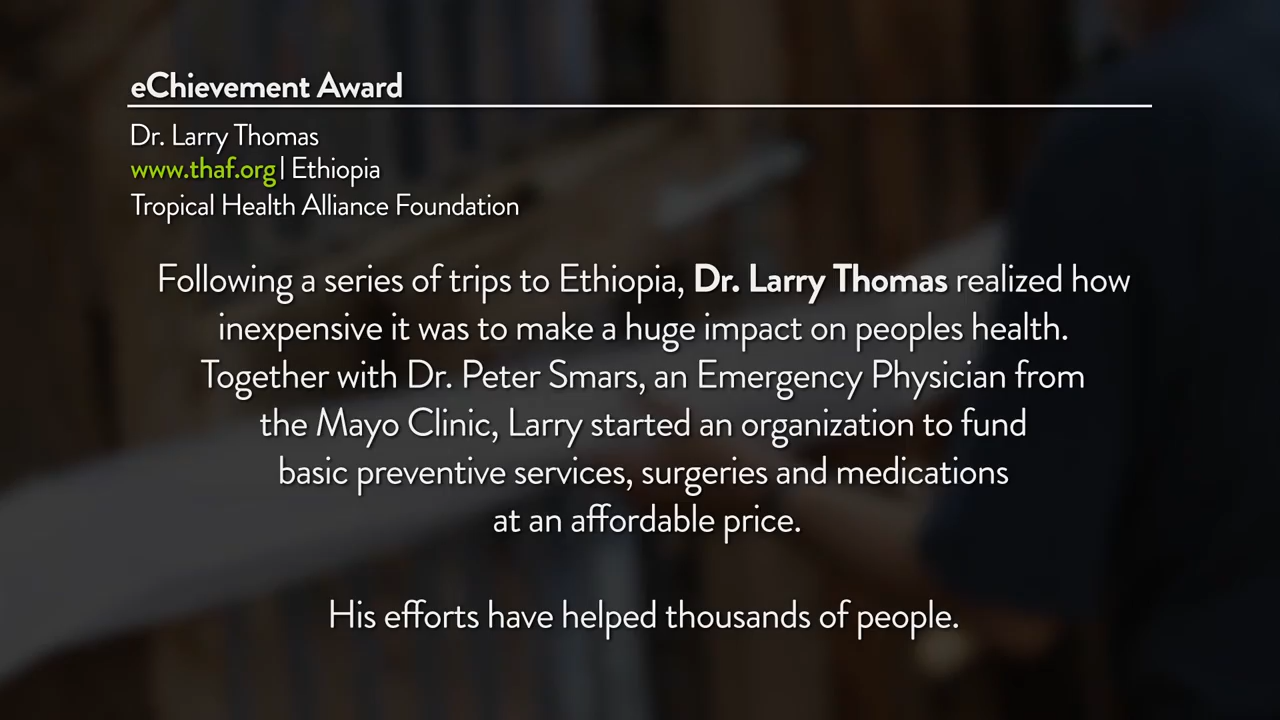 eChievement Award
Dr. Larry Thomas
www.thaf.org | Ethiopia
Tropical Health Alliance Foundation
Following a series of trips to Ethiopia, Dr. Larry Thomas realized how
inexpensive it was to make a huge impact on peoples health.
Together with Dr. Peter Smars, an Emergency Physician from
the Mayo Clinic, Larry started an organization to fund
basic preventive services, surgeries and medications
at an affordable price.
His efforts have helped thousands of people.